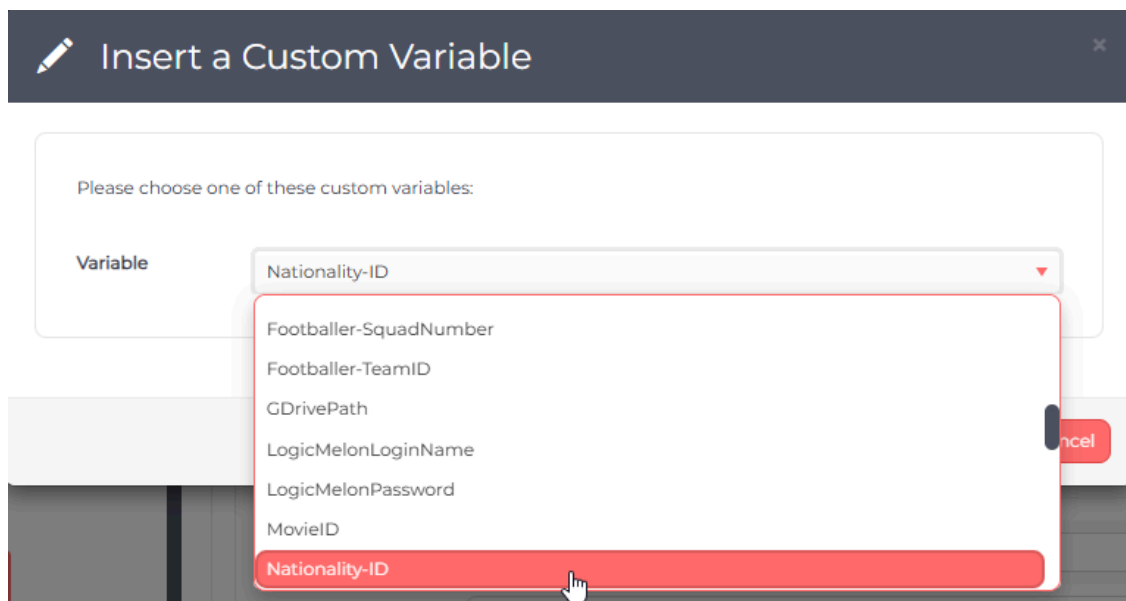 Insert a Custom Variable
×
Please choose one of these custom variables:
Variable
Nationality-ID
Footballer-SquadNumber
Footballer-TeamID
GDrivePath
LogicMelonLoginName
LogicMelonPassword
MovieID
Nationality-ID
ncel